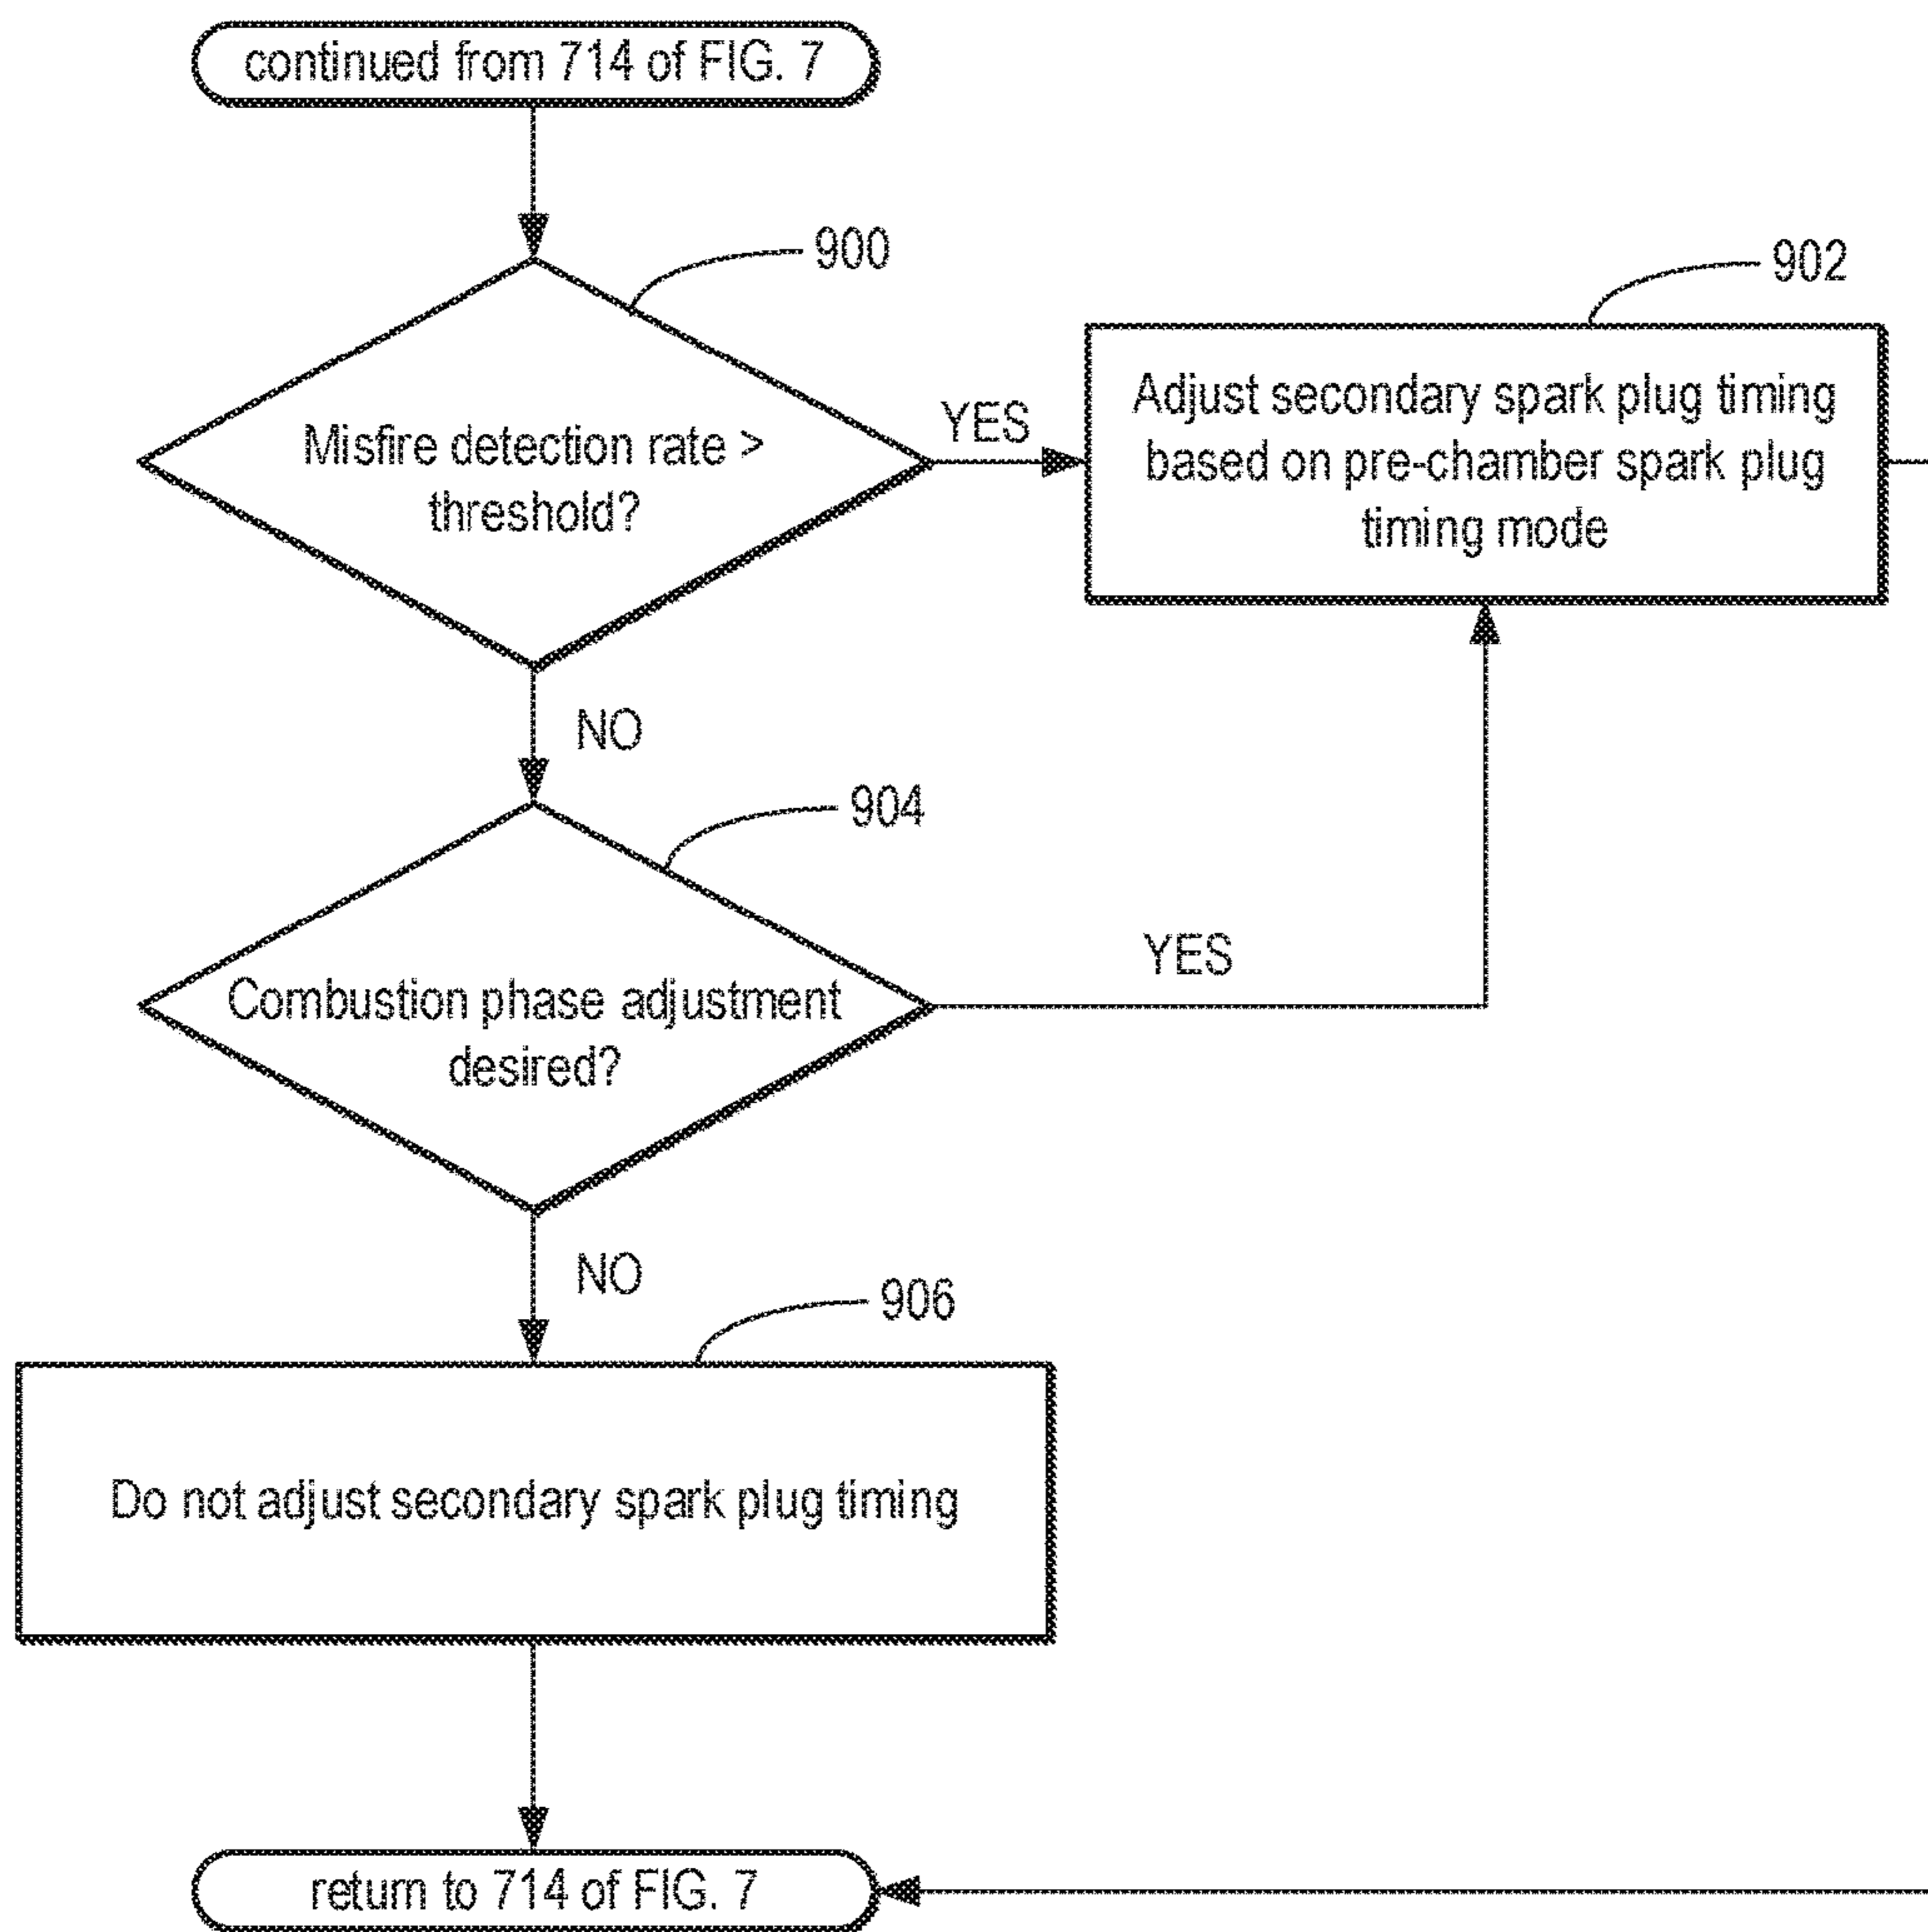 continued from 714 of FIG. 7
900
902
Misfire detection rate >
threshold?
YES
Adjust secondary spark plug timing
based on pre-chamber spark plug
timing mode
NO
904
Combustion phase adjustment
desired?
YES
NO
906
Do not adjust secondary spark plug timing
return to 714 of FIG. 7